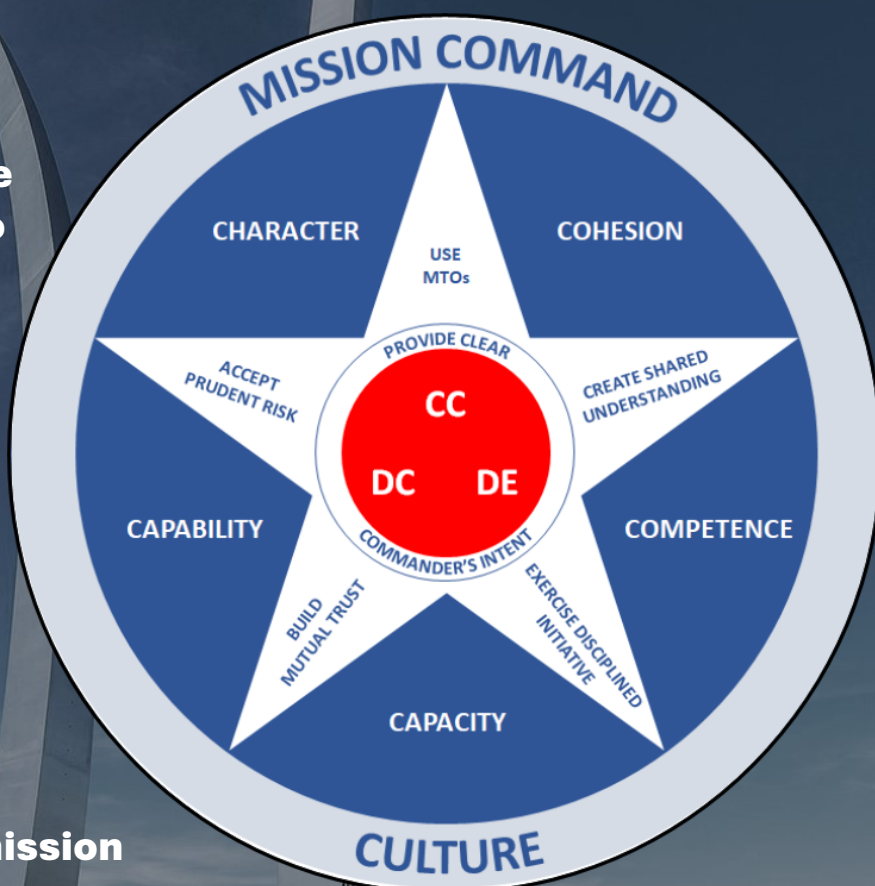 MISSION COMMAND
CHARACTER
COHESION
USE
MTOs
PROVIDE CLEAR
ACCEPT
PRUDENT RISK
CREATE SHARED
UNDERSTANDING
CC
DC DE
CAPABILITY
COMPETENCE
COMMANDER'S INTENT
BUILD
MUTUAL TRUST
EXERCISE DISCIPLINED
INITIATIVE
CAPACITY
CULTURE